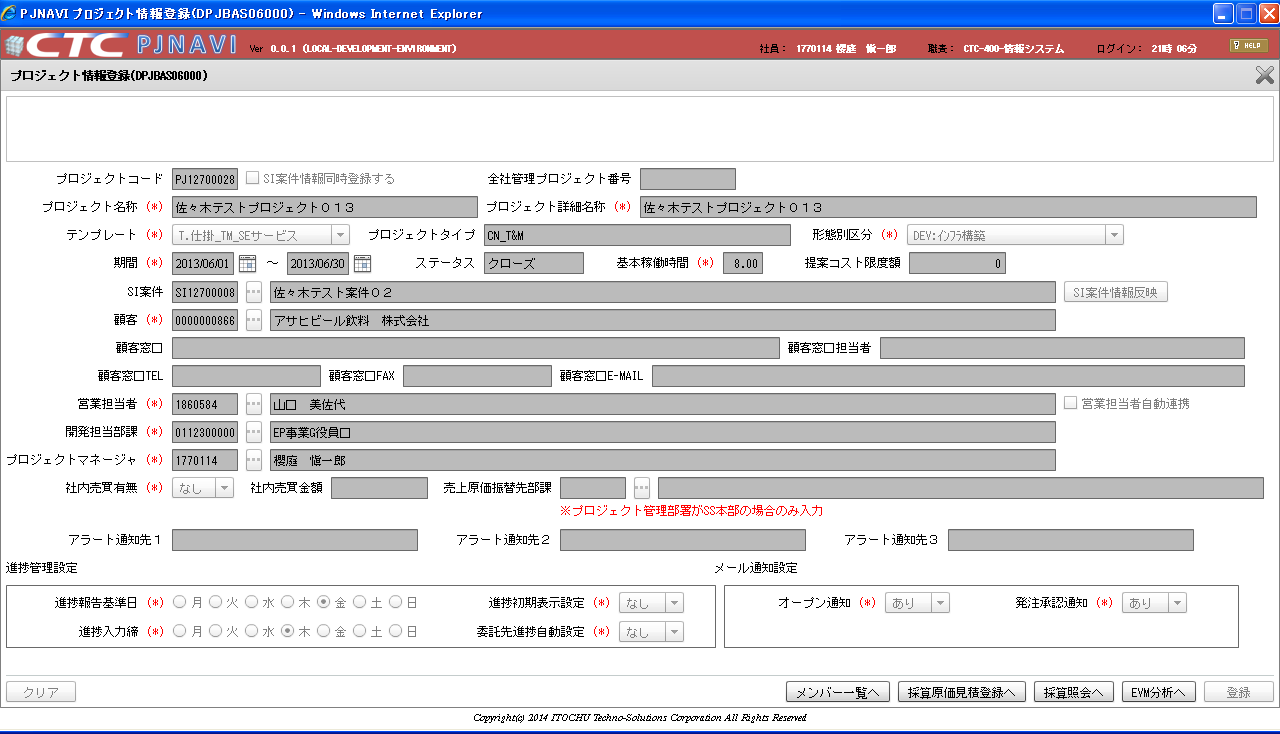 PJNAVI プロジェクト情報登録(DPJBAS06000) - Windows Internet Explorer
CTC PJNAVI Ver 0.0.1 (LOCAL-DEVELOPMENT-ENVIRONMENT) 社員： 1770114 櫻庭　愼一郎 職責： CTC-400-情報システム ログイン： 21時 06分 ? HELP
プロジェクト情報登録(DPJBAS06000)
プロジェクトコード PJ12700028 SI案件情報同時登録する 全社管理プロジェクト番号
プロジェクト名称 (*) 佐々木テストプロジェクト０１３ プロジェクト詳細名称 (*) 佐々木テストプロジェクト０１３
テンプレート (*) T.仕掛_TM_SEサービス プロジェクトタイプ CN_T&M 形態別区分 (*) DEV:ｲﾝﾌﾗ構築
期間 (*) 2013/06/01 ～ 2013/06/30 ステータス クローズ 基本稼働時間 (*) 8.00 提案コスト限度額 0
SI案件 SI12700008 ... 佐々木テスト案件０２ SI案件情報反映
顧客 (*) 0000000866 ... アサヒビール飲料　株式会社
顧客窓口 顧客窓口担当者
顧客窓口TEL 顧客窓口FAX 顧客窓口E-MAIL
営業担当者 (*) 1860584 ... 山口　美佐代 営業担当者自動連携
開発担当部課 (*) 0112300000 ... EP事業G役員口
プロジェクトマネージャ (*) 1770114 ... 櫻庭　愼一郎
社内売買有無 (*) なし 社内売買金額 売上原価振替先部課 ...
※プロジェクト管理部署がSS本部の場合のみ入力
アラート通知先１ アラート通知先２ アラート通知先３
進捗管理設定 メール通知設定
進捗報告基準日 (*) 月 火 水 木 金 土 日 進捗初期表示設定 (*) なし オープン通知 (*) あり 発注承認通知 (*) あり
進捗入力締 (*) 月 火 水 木 金 土 日 委託先進捗自動設定 (*) なし
クリア メンバー一覧へ 採算原価見積登録へ 採算照会へ EVM分析へ 登録
Copyright(c) 2014 ITOCHU Techno-Solutions Corporation All Rights Reserved